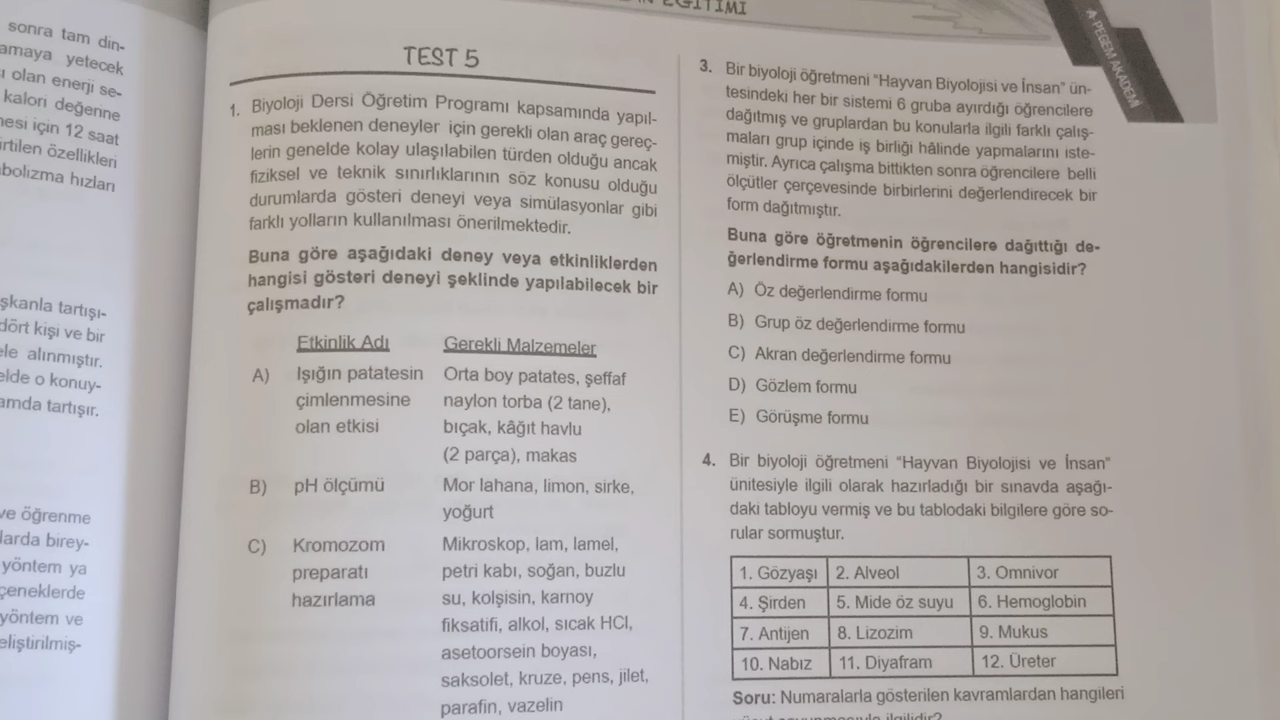 sonra tam din-
amaya yetecek
olan enerji se-
kalori değerine
için 12 saat
özellikleri
hızları
tartışı-
dört kişi ve bir
alınmıştır.
elde o konuy-
tartışır.
ve öğrenme
birey-
yöntem ya
yöntem ve
EĞİTİMİ
PEGEM AKADEMİ
TEST 5
1. Biyoloji Dersi Öğretim Programı kapsamında yapıl-
ması beklenen deneyler için gerekli olan araç gereç-
lerin genelde kolay ulaşılabilen türden olduğu ancak
fiziksel ve teknik sınırlıklarının söz konusu olduğu
durumlarda gösteri deneyi veya simülasyonlar gibi
farklı yolların kullanılması önerilmektedir.
Buna göre aşağıdaki deney veya etkinliklerden
hangisi gösteri deneyi şeklinde yapılabilecek bir
çalışmadır?
Etkinlik Adı Gerekli Malzemeler
A) Işığın patatesin Orta boy patates, şeffaf
çimlenmesine naylon torba (2 tane),
olan etkisi bıçak, kâğıt havlu
(2 parça), makas
B) pH ölçümü Mor lahana, limon, sirke,
yoğurt
C) Kromozom Mikroskop, lam, lamel,
preparatı petri kabı, soğan, buzlu
hazırlama su, kolşisin, karnoy
fiksatifi, alkol, sıcak HCl,
asetoorsein boyası,
saksolet, kruze, pens, jilet,
parafin, vazelin
3. Bir biyoloji öğretmeni "Hayvan Biyolojisi ve İnsan" ün-
tesindeki her bir sistemi 6 gruba ayırdığı öğrencilere
dağıtmış ve gruplardan bu konularla ilgili farklı çalış-
maları grup içinde iş birliği hâlinde yapmalarını iste-
miştir. Ayrıca çalışma bittikten sonra öğrencilere belli
ölçütler çerçevesinde birbirlerini değerlendirecek bir
form dağıtmıştır.
Buna göre öğretmenin öğrencilere dağıttığı de-
ğerlendirme formu aşağıdakilerden hangisidir?
A) Öz değerlendirme formu
B) Grup öz değerlendirme formu
C) Akran değerlendirme formu
D) Gözlem formu
E) Görüşme formu
4. Bir biyoloji öğretmeni "Hayvan Biyolojisi ve İnsan"
ünitesiyle ilgili olarak hazırladığı bir sınavda aşağı-
daki tabloyu vermiş ve bu tablodaki bilgilere göre so-
rular sormuştur.
1. Gözyaşı 2. Alveol 3. Omnivor
4. Şirden 5. Mide öz suyu 6. Hemoglobin
7. Antijen 8. Lizozim 9. Mukus
10. Nabız 11. Diyafram 12. Üreter
Soru: Numaralarla gösterilen kavramlardan hangileri